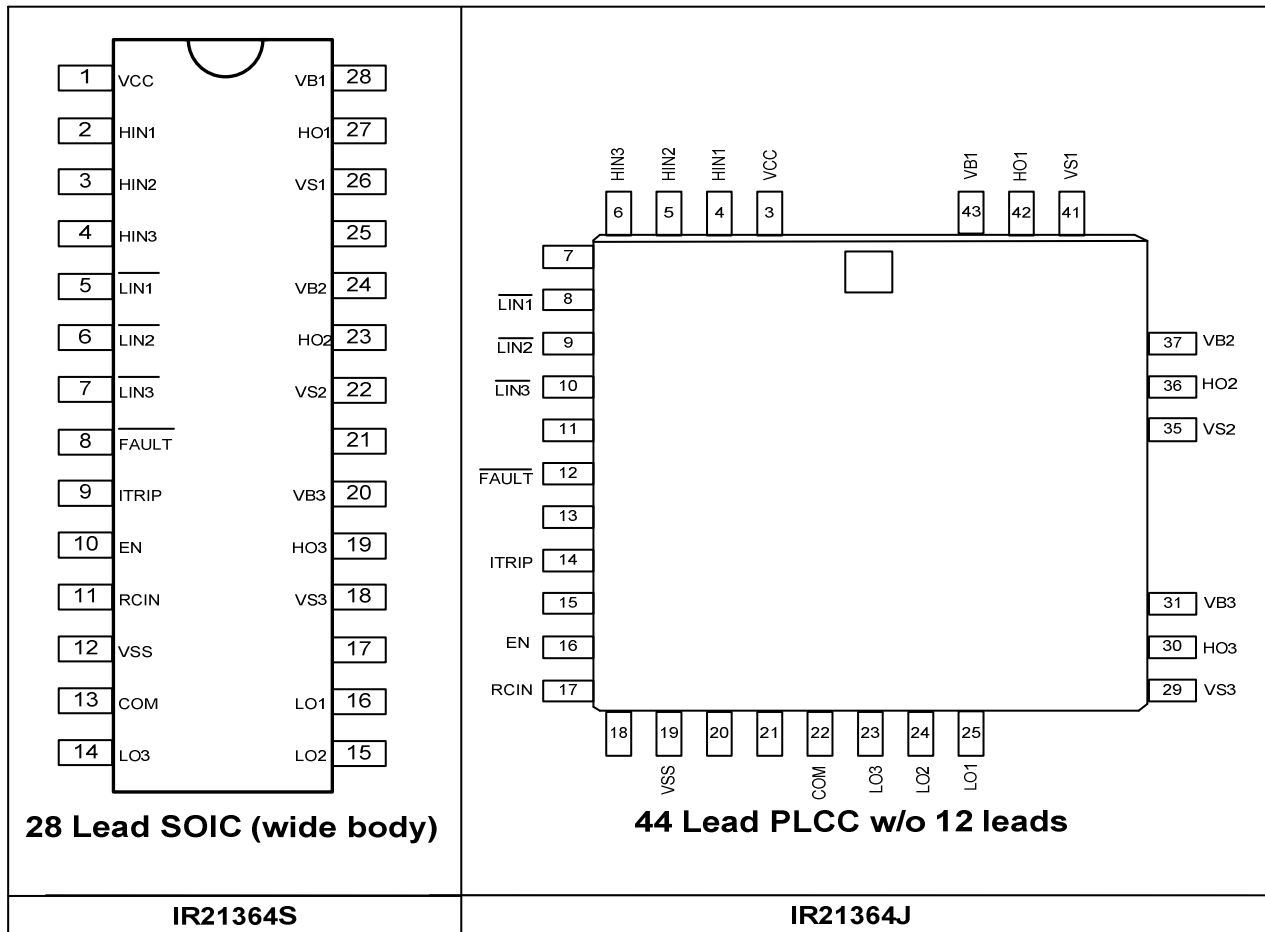 1 VCC VB1 28
2 HIN1 HO1 27
3 HIN2 VS1 26
4 HIN3 25
5 LIN1 VB2 24
6 LIN2 HO2 23
7 LIN3 VS2 22
8 FAULT 21
9 ITRIP VB3 20
10 EN HO3 19
11 RCIN VS3 18
12 VSS 17
13 COM LO1 16
14 LO3 LO2 15
28 Lead SOIC (wide body)
IR21364S
HIN3 HIN2 HIN1 VCC VB1 HO1 VS1
6 5 4 3 43 42 41
7
LIN1 8
LIN2 9 37 VB2
LIN3 10 36 HO2
11 35 VS2
FAULT 12
13
ITRIP 14
15 31 VB3
EN 16 30 HO3
RCIN 17 29 VS3
18 19 20 21 22 23 24 25
VSS COM LO3 LO2 LO1
44 Lead PLCC w/o 12 leads
IR21364J